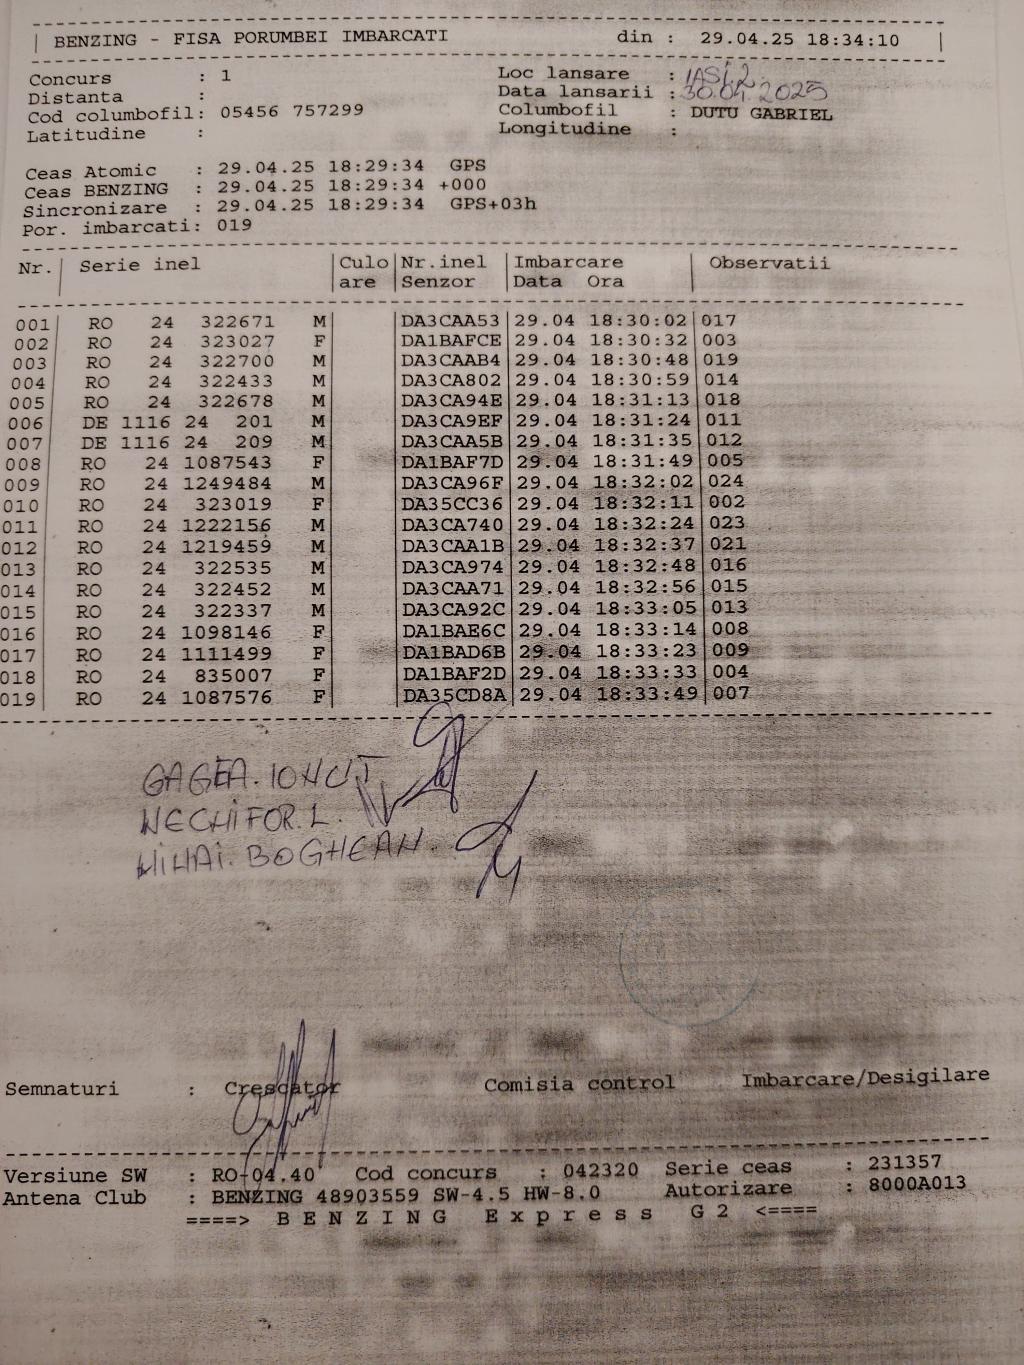 BENZING - FISA PORUMBEI IMBARCATI din : 29.04.25 18:34:10
Concurs : 1 Loc lansare : IASI 2
Distanta : Data lansarii : 30.04.2025
Cod columbofil: 05456 757299 Columbofil : DUTU GABRIEL
Latitudine : Longitudine :
Ceas Atomic : 29.04.25 18:29:34 GPS
Ceas BENZING : 29.04.25 18:29:34 +000
Sincronizare : 29.04.25 18:29:34 GPS+03h
Por. imbarcati: 019
Nr. | Serie inel | Culo | Nr.inel | Imbarcare | Observatii
| | are | Senzor | Data Ora |
001 | RO 24 322671 M | | DA3CAA53 | 29.04 18:30:02 | 017
002 | RO 24 323027 F | | DA1BAFCE | 29.04 18:30:32 | 003
003 | RO 24 322700 M | | DA3CAAB4 | 29.04 18:30:48 | 019
004 | RO 24 322433 M | | DA3CA802 | 29.04 18:30:59 | 014
005 | RO 24 322678 M | | DA3CA94E | 29.04 18:31:13 | 018
006 | DE 1116 24 201 M | | DA3CA9EF | 29.04 18:31:24 | 011
007 | DE 1116 24 209 M | | DA3CAA5B | 29.04 18:31:35 | 012
008 | RO 24 1087543 F | | DA1BAF7D | 29.04 18:31:49 | 005
009 | RO 24 1249484 M | | DA3CA96F | 29.04 18:32:02 | 024
010 | RO 24 323019 F | | DA35CC36 | 29.04 18:32:11 | 002
011 | RO 24 1222156 M | | DA3CA740 | 29.04 18:32:24 | 023
012 | RO 24 1219459 M | | DA3CAA1B | 29.04 18:32:37 | 021
013 | RO 24 322535 M | | DA3CA974 | 29.04 18:32:48 | 016
014 | RO 24 322452 M | | DA3CAA71 | 29.04 18:32:56 | 015
015 | RO 24 322337 M | | DA3CA92C | 29.04 18:33:05 | 013
016 | RO 24 1098146 F | | DA1BAE6C | 29.04 18:33:14 | 008
017 | RO 24 1111499 F | | DA1BAD6B | 29.04 18:33:23 | 009
018 | RO 24 835007 F | | DA1BAF2D | 29.04 18:33:33 | 004
019 | RO 24 1087576 F | | DA35CD8A | 29.04 18:33:49 | 007
GAGEA. IONUT
NECHIFOR. L.
MIHAI. BOGHEAN.
Semnaturi : Crescator Comisia control Imbarcare/Desigilare
Versiune SW : RO-04.40 Cod concurs : 042320 Serie ceas : 231357
Antena Club : BENZING 48903559 SW-4.5 HW-8.0 Autorizare : 8000A013
====> B E N Z I N G E x p r e s s G 2 <====